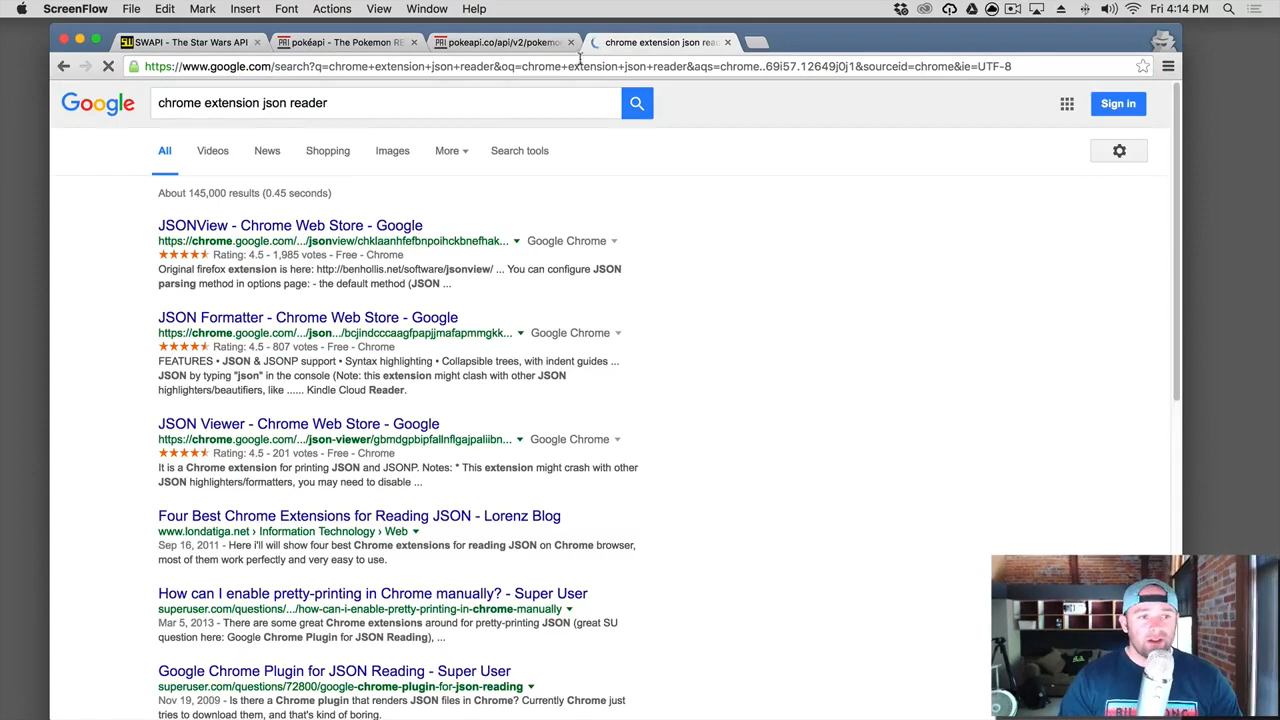 ScreenFlow File Edit Mark Insert Font Actions View Window Help Fri 4:14 PM
SWAPI - The Star Wars API
pokéapi - The Pokemon RE
pokeapi.co/api/v2/pokemon
chrome extension json rea
https://www.google.com/search?q=chrome+extension+json+reader&oq=chrome+extension+json+reader&aqs=chrome..69i57.12649j0j1&sourceid=chrome&ie=UTF-8
Google chrome extension json reader Sign in
All Videos News Shopping Images More Search tools
About 145,000 results (0.45 seconds)
JSONView - Chrome Web Store - Google
https://chrome.google.com/.../jsonview/chklaanhfefbnpoihckbnefhak... Google Chrome
Rating: 4.5 - 1,985 votes - Free - Chrome
Original firefox extension is here: http://benhollis.net/software/jsonview/ ... You can configure JSON
parsing method in options page: - the default method (JSON ...
JSON Formatter - Chrome Web Store - Google
https://chrome.google.com/.../json.../bcjindcccaagfpapjjmafapmmgkk... Google Chrome
Rating: 4.5 - 807 votes - Free - Chrome
FEATURES • JSON & JSONP support • Syntax highlighting • Collapsible trees, with indent guides ...
JSON by typing "json" in the console (Note: this extension might clash with other JSON
highlighters/beautifiers, like ...... Kindle Cloud Reader.
JSON Viewer - Chrome Web Store - Google
https://chrome.google.com/.../json-viewer/gbmdgpbipfallnflgajpaliibn... Google Chrome
Rating: 4.5 - 201 votes - Free - Chrome
It is a Chrome extension for printing JSON and JSONP. Notes: * This extension might crash with other
JSON highlighters/formatters, you may need to disable ...
Four Best Chrome Extensions for Reading JSON - Lorenz Blog
www.londatiga.net › Information Technology › Web
Sep 16, 2011 - Here i'll will show four best Chrome extensions for reading JSON on Chrome browser,
most of them work perfectly and very easy to use.
How can I enable pretty-printing in Chrome manually? - Super User
superuser.com/questions/.../how-can-i-enable-pretty-printing-in-chrome-manually
Mar 5, 2013 - There are some great Chrome extensions around for pretty-printing JSON (great SU
question here: Google Chrome Plugin for JSON Reading), ...
Google Chrome Plugin for JSON Reading - Super User
superuser.com/questions/72800/google-chrome-plugin-for-json-reading
Nov 19, 2009 - Is there a Chrome plugin that renders JSON files in Chrome? Currently Chrome just
tries to download them, and that's kind of boring.